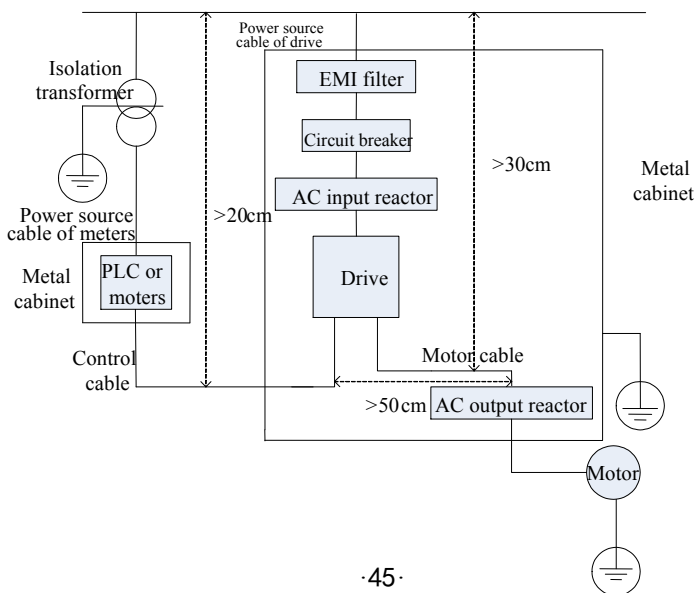 Power source
cable of drive
Isolation
transformer
EMI filter
Circuit breaker
>30cm
Metal
cabinet
AC input reactor
>20cm
Power source
cable of meters
Metal
cabinet
PLC or
moters
Drive
Control
cable
Motor cable
>50cm
AC output reactor
Motor
·45·